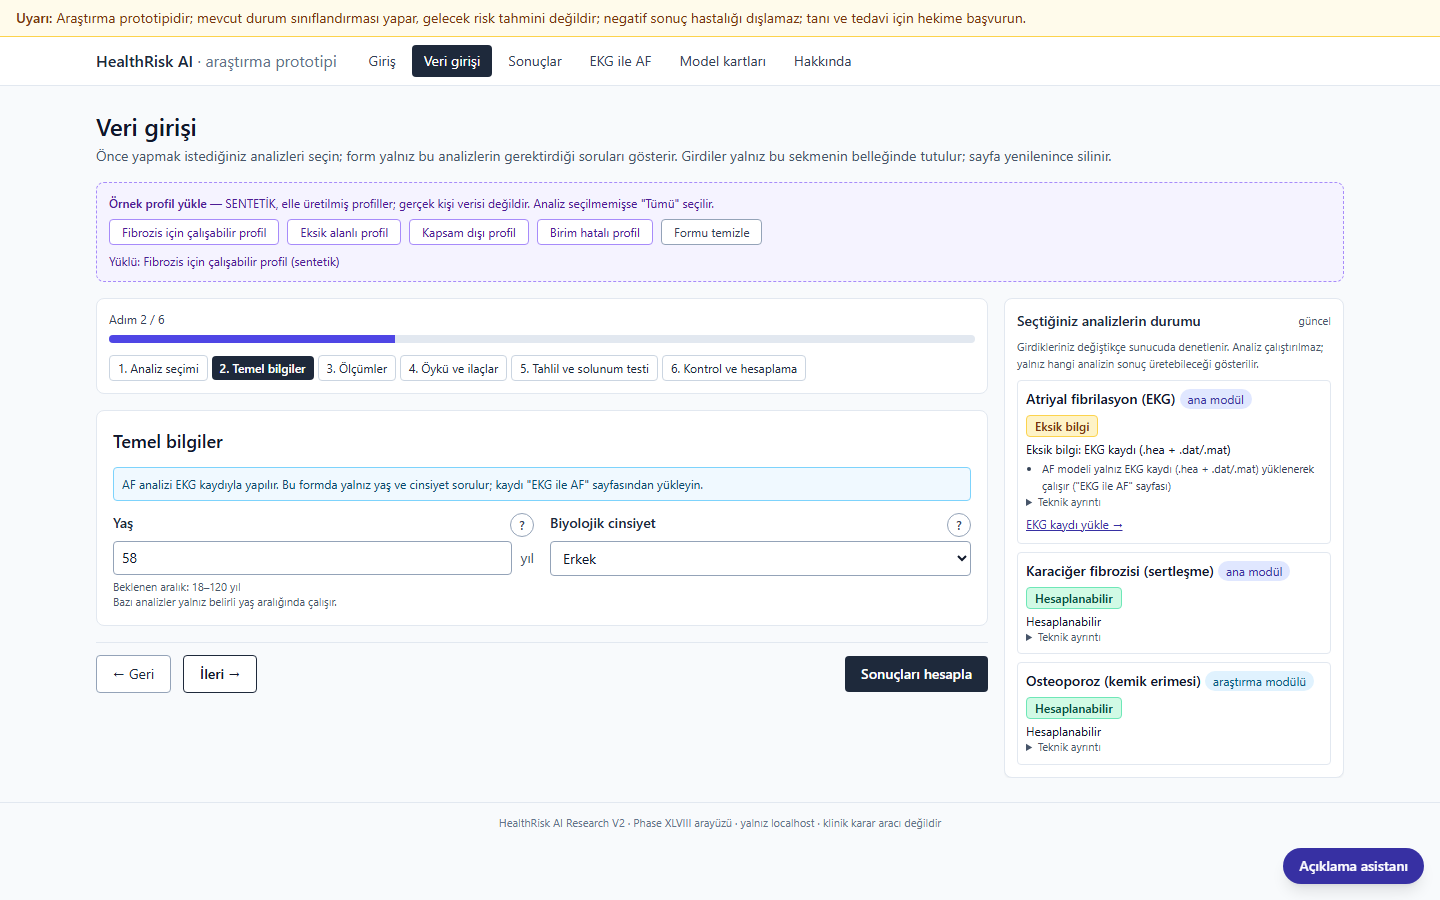 Uyarı: Araştırma prototipidir; mevcut durum sınıflandırması yapar, gelecek risk tahmini değildir; negatif sonuç hastalığı dışlamaz; tanı ve tedavi için hekime başvurun.
HealthRisk AI · araştırma prototipi
Giriş
Veri girişi
Sonuçlar
EKG ile AF
Model kartları
Hakkında
Veri girişi
Önce yapmak istediğiniz analizleri seçin; form yalnız bu analizlerin gerektirdiği soruları gösterir. Girdiler yalnız bu sekmenin belleğinde tutulur; sayfa yenilenince silinir.
Örnek profil yükle — SENTETİK, elle üretilmiş profiller; gerçek kişi verisi değildir. Analiz seçilmemişse "Tümü" seçilir.
Fibrozis için çalışabilir profil
Eksik alanlı profil
Kapsam dışı profil
Birim hatalı profil
Formu temizle
Yüklü: Fibrozis için çalışabilir profil (sentetik)
Adım 2 / 6
1. Analiz seçimi
2. Temel bilgiler
3. Ölçümler
4. Öykü ve ilaçlar
5. Tahlil ve solunum testi
6. Kontrol ve hesaplama
Temel bilgiler
AF analizi EKG kaydıyla yapılır. Bu formda yalnız yaş ve cinsiyet sorulur; kaydı "EKG ile AF" sayfasından yükleyin.
Yaş
?
58
yıl
Beklenen aralık: 18–120 yıl
Bazı analizler yalnız belirli yaş aralığında çalışır.
Biyolojik cinsiyet
?
Erkek
← Geri
İleri →
Sonuçları hesapla
Seçtiğiniz analizlerin durumu
güncel
Girdikleriniz değiştikçe sunucuda denetlenir. Analiz çalıştırılmaz;
yalnız hangi analizin sonuç üretebileceği gösterilir.
Atriyal fibrilasyon (EKG) ana modül
Eksik bilgi
Eksik bilgi: EKG kaydı (.hea + .dat/.mat)
• AF modeli yalnız EKG kaydı (.hea + .dat/.mat) yüklenerek
çalışır ("EKG ile AF" sayfası)
▶ Teknik ayrıntı
EKG kaydı yükle →
Karaciğer fibrozisi (sertleşme) ana modül
Hesaplanabilir
Hesaplanabilir
▶ Teknik ayrıntı
Osteoporoz (kemik erimesi) araştırma modülü
Hesaplanabilir
Hesaplanabilir
▶ Teknik ayrıntı
HealthRisk AI Research V2 · Phase XLVIII arayüzü · yalnız localhost · klinik karar aracı değildir
Açıklama asistanı